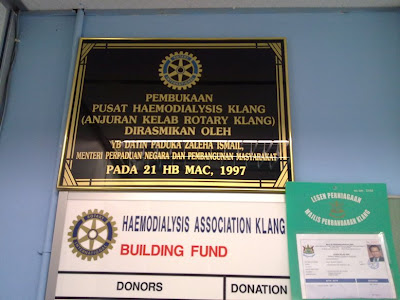 PEMBUKAAN
PUSAT HAEMODIALYSIS KLANG
(ANJURAN KELAB ROTARY KLANG)
DIRASMIKAN OLEH
YB DATIN PADUKA ZALEHA ISMAIL,
MENTERI PERPADUAN NEGARA DAN PEMBANGUNAN MASYARAKAT
PADA 21 HB MAC, 1997
HAEMODIALYSIS ASSOCIATION KLANG
BUILDING FUND
DONORS DONATION
LESEN PERNIAGAAN
MAJLIS PERBANDARAN KLANG